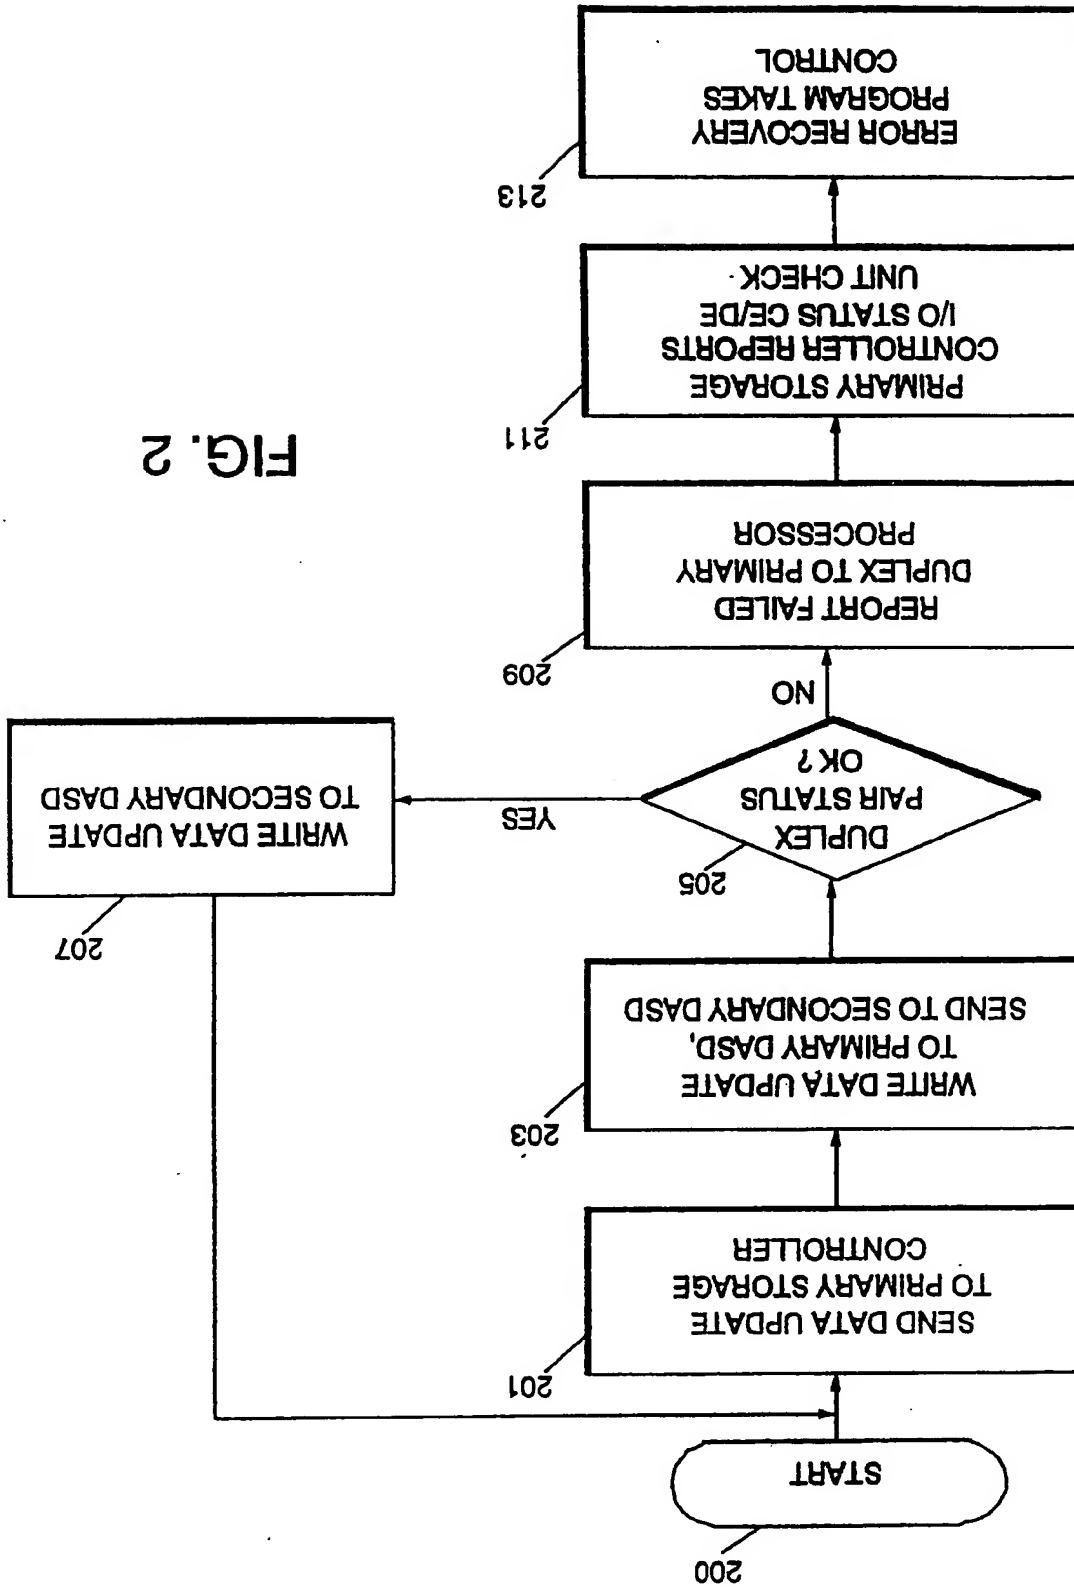 200
START
201
SEND DATA UPDATE
TO PRIMARY STORAGE
CONTROLLER
203
WRITE DATA UPDATE
TO PRIMARY DASD,
SEND TO SECONDARY DASD
205
DUPLEX
PAIR STATUS
OK ?
YES
207
WRITE DATA UPDATE
TO SECONDARY DASD
NO
209
REPORT FAILED
DUPLEX TO PRIMARY
PROCESSOR
211
PRIMARY STORAGE
CONTROLLER REPORTS
I/O STATUS CE/DE
UNIT CHECK
213
ERROR RECOVERY
PROGRAM TAKES
CONTROL
FIG. 2